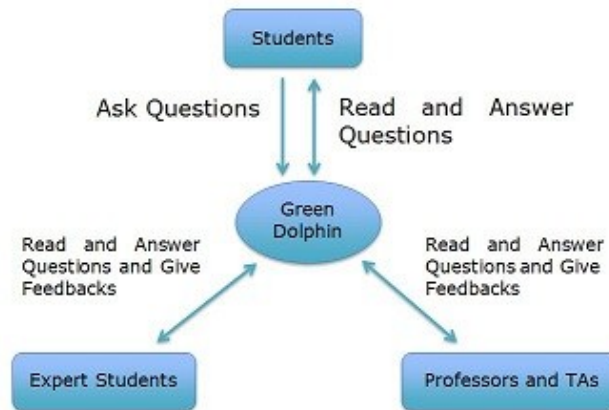 Students
Ask Questions
Read and Answer
Questions
Green
Dolphin
Read and Answer
Questions and Give
Feedbacks
Read and Answer
Questions and Give
Feedbacks
Expert Students
Professors and TAs